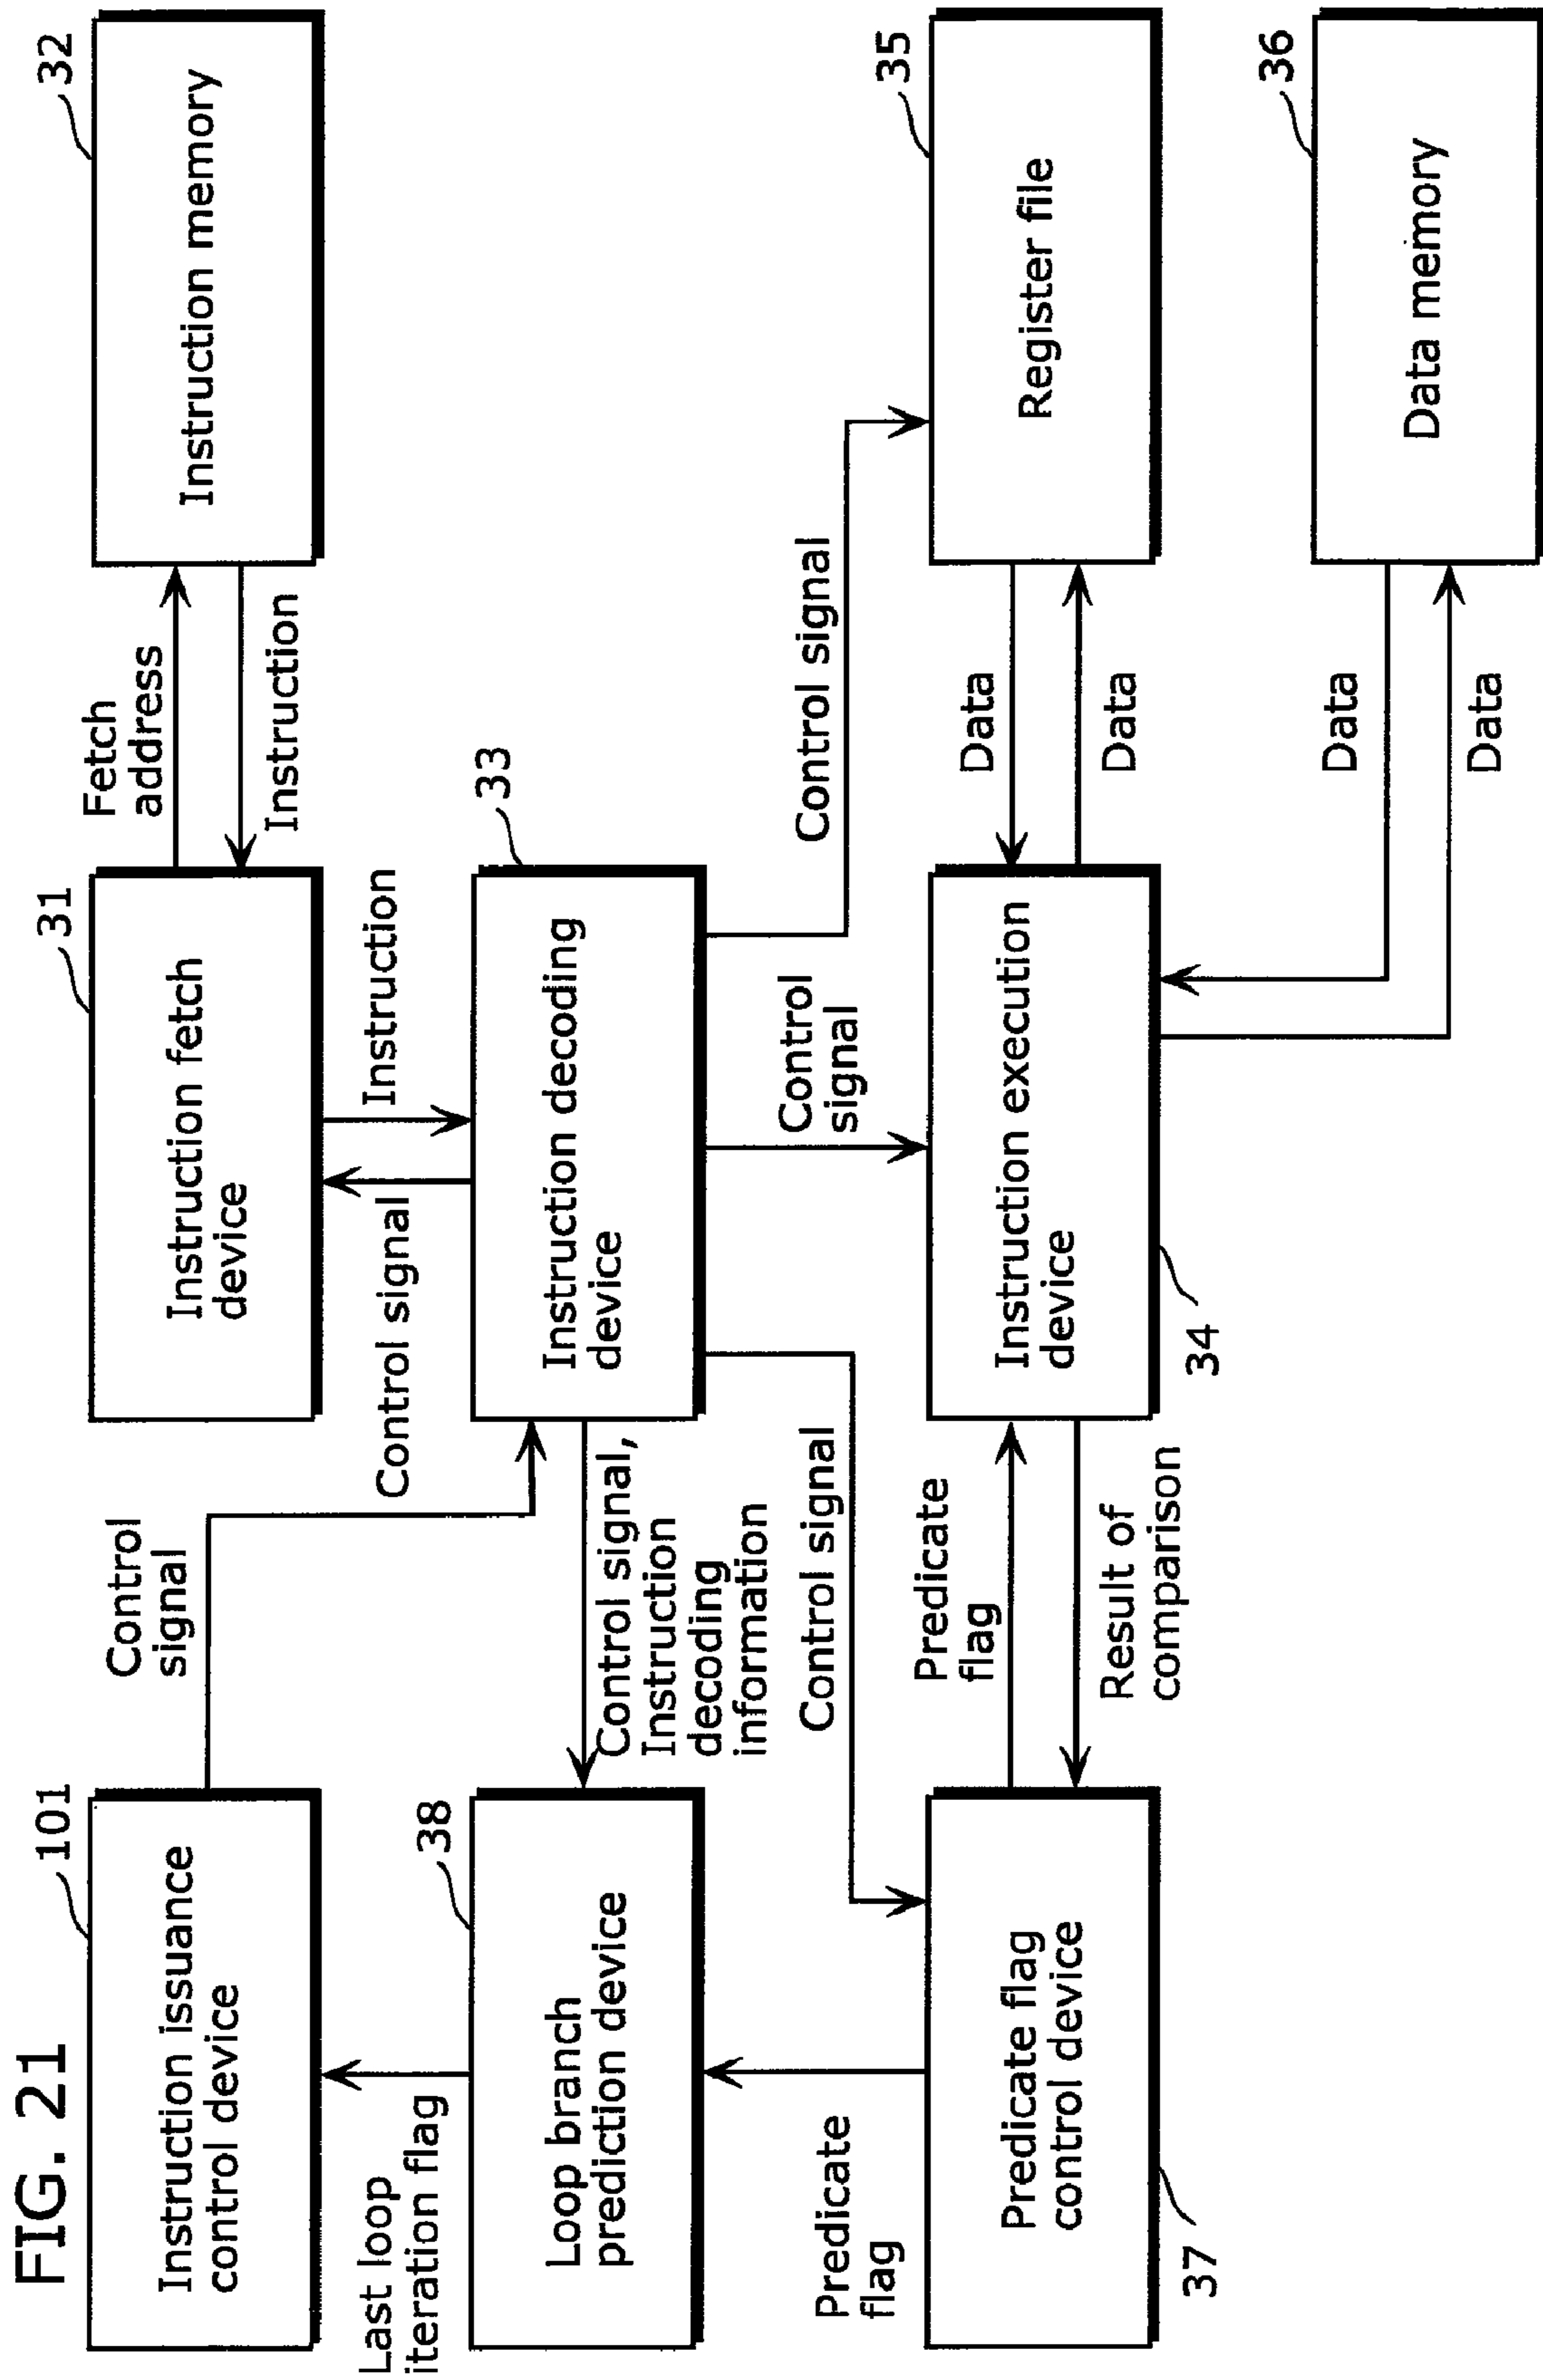 FIG. 21
101
Instruction issuance
control device
Control
signal
31
Instruction fetch
device
Fetch
address
Instruction
32
Instruction memory
Last loop
iteration flag
Control signal
Instruction
38
Loop branch
prediction device
Control signal,
Instruction
decoding
information
33
Instruction decoding
device
Predicate
flag
Control signal
Control
signal
Control signal
37
Predicate flag
control device
Predicate
flag
Result of
comparison
34
Instruction execution
device
Data
Data
35
Register file
Data
Data
36
Data memory